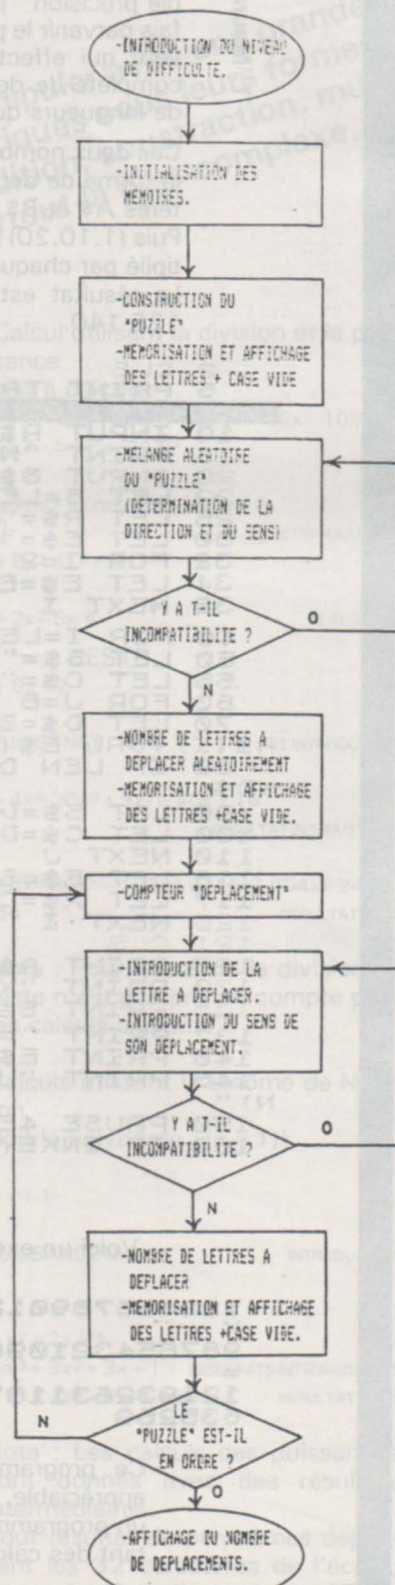 -INTRODUCTION DU NIVEAU
DE DIFFICULTE.
-INITIALISATION DES
MEMOIRES.
-CONSTRUCTION DU
"PUZZLE"
-MEMORISATION ET AFFICHAGE
DES LETTRES + CASE VIDE
-MELANGE ALEATOIRE
DU "PUZZLE"
(DETERMINATION DE LA
DIRECTION ET DU SENS)
Y A T-IL
INCOMPATIBILITE ?
O
N
-NOMBRE DE LETTRES A
DEPLACER ALEATOIREMENT
-MEMORISATION ET AFFICHAGE
DES LETTRES +CASE VIDE.
-COMPTEUR "DEPLACEMENT"
-INTRODUCTION DE LA
LETTRE A DEPLACER.
-INTRODUCTION DU SENS DE
SON DEPLACEMENT.
Y A T-IL
INCOMPATIBILITE ?
O
N
-NOMBRE DE LETTRES A
DEPLACER
-MEMORISATION ET AFFICHAGE
DES LETTRES +CASE VIDE.
LE
"PUZZLE" EST-IL
EN ORDRE ?
N
O
-AFFICHAGE DU NOMBRE
DE DEPLACEMENTS.